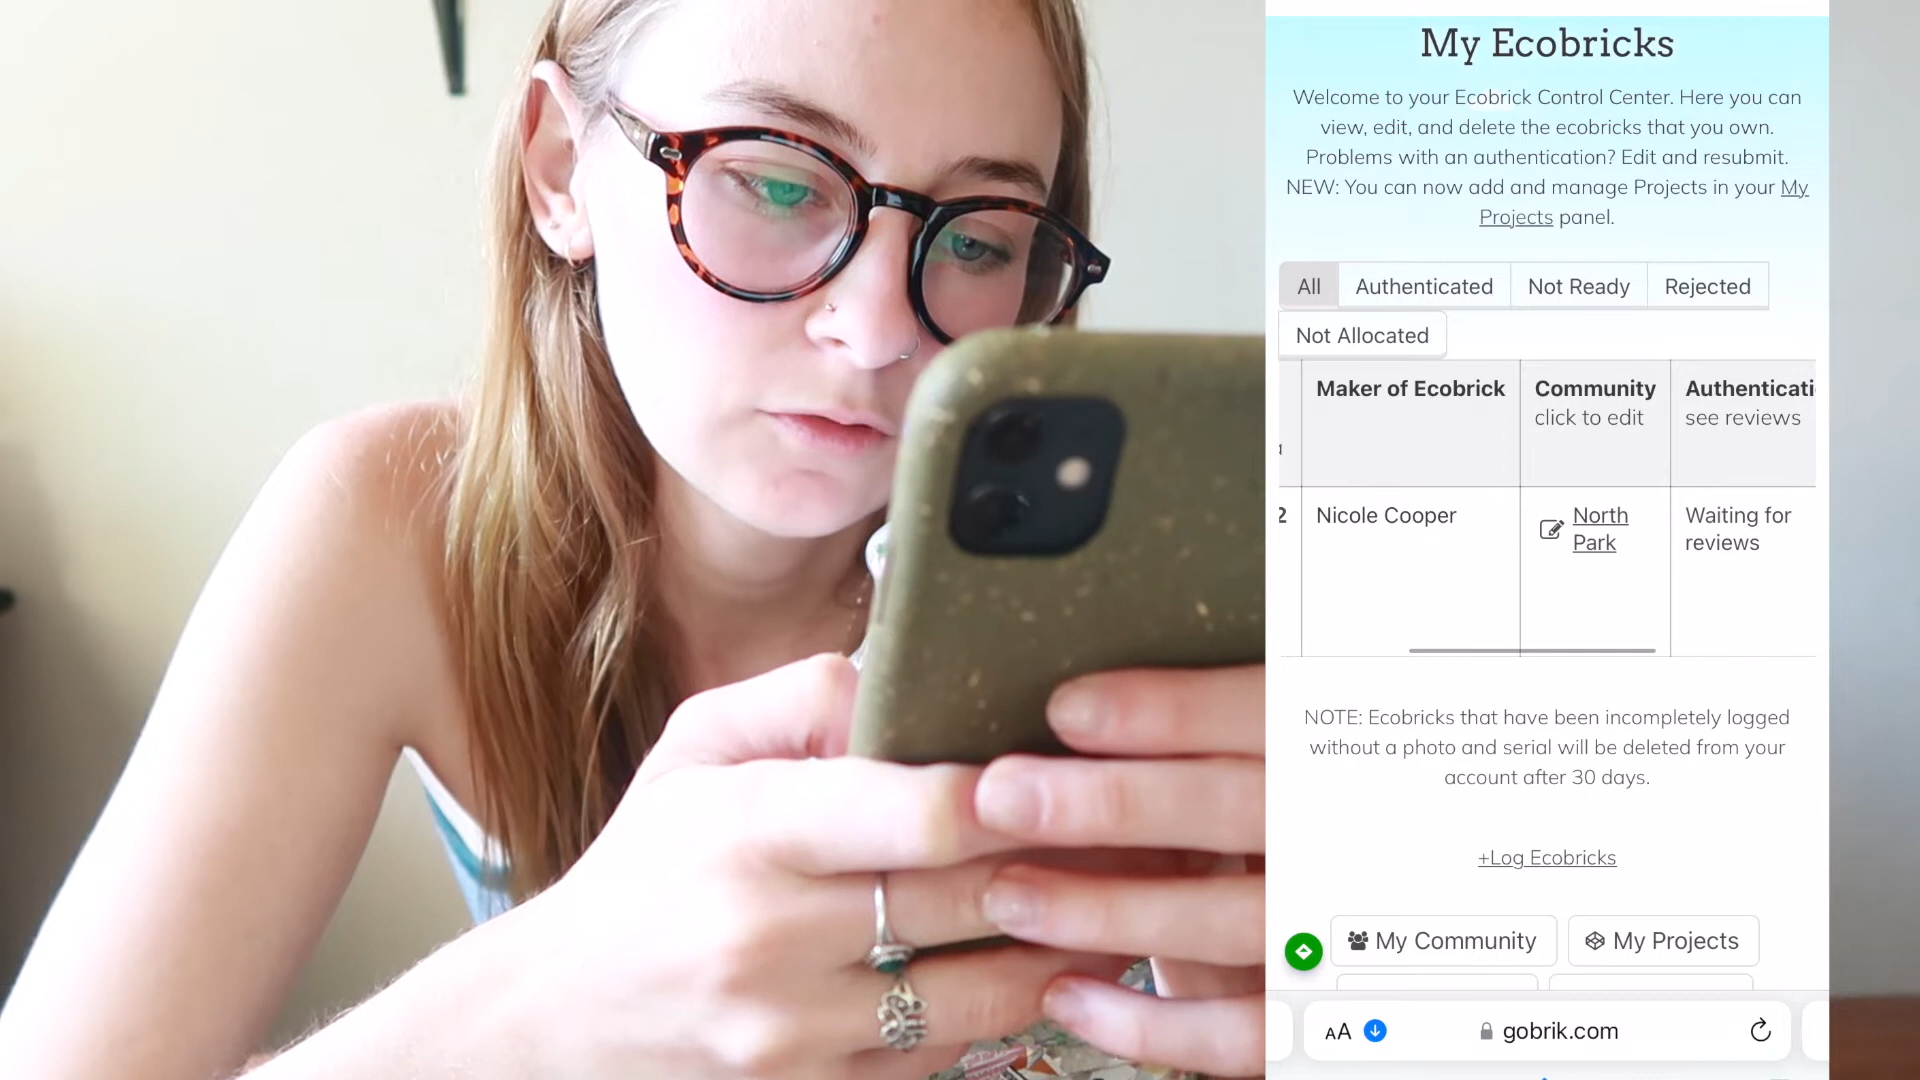 My Ecobricks
Welcome to your Ecobrick Control Center. Here you can
view, edit, and delete the ecobricks that you own.
Problems with an authentication? Edit and resubmit.
NEW: You can now add and manage Projects in your My
Projects panel.
All Authenticated Not Ready Rejected
Not Allocated
Maker of Ecobrick Community Authenticati
click to edit see reviews
2 Nicole Cooper North Waiting for
Park reviews
NOTE: Ecobricks that have been incompletely logged
without a photo and serial will be deleted from your
account after 30 days.
+Log Ecobricks
My Community My Projects
AA gobrik.com